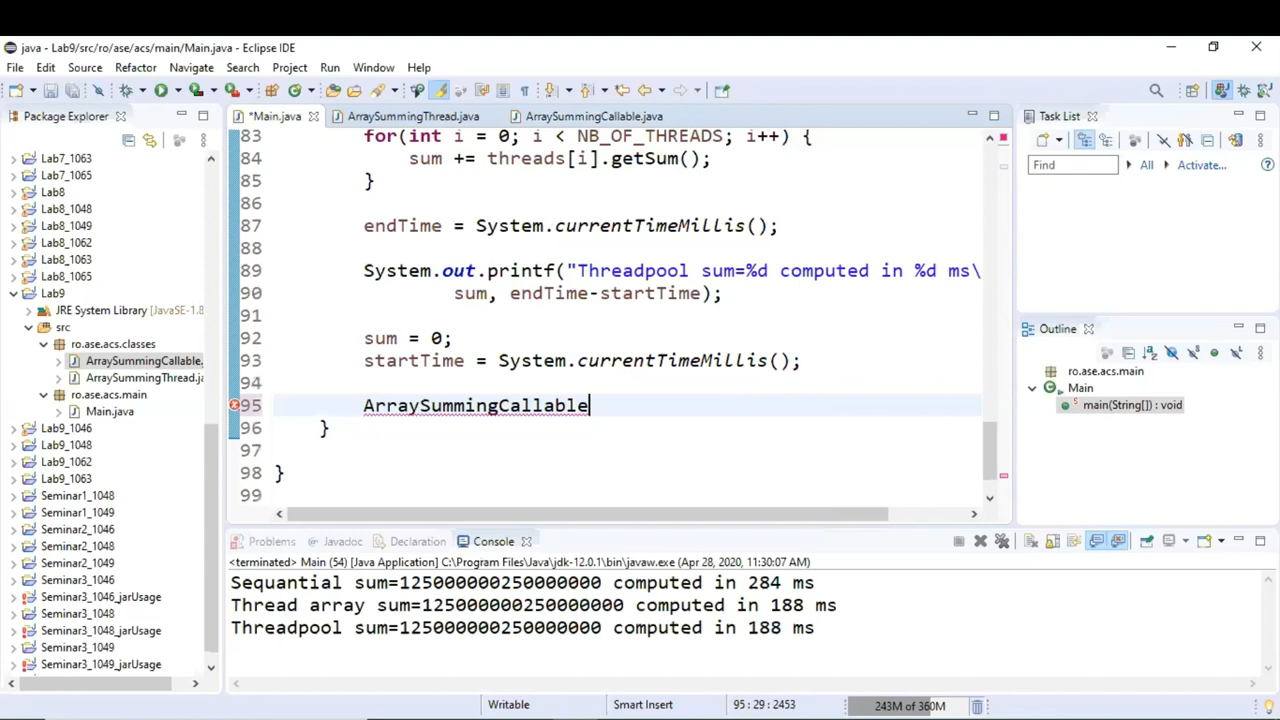 java - Lab9/src/ro/ase/acs/main/Main.java - Eclipse IDE
File Edit Source Refactor Navigate Search Project Run Window Help
Package Explorer
Lab7_1063
Lab7_1065
Lab8
Lab8_1048
Lab8_1049
Lab8_1062
Lab8_1063
Lab8_1065
Lab9
JRE System Library [JavaSE-1.8
src
ro.ase.acs.classes
ArraySummingCallable.
ArraySummingThread.ja
ro.ase.acs.main
Main.java
Lab9_1046
Lab9_1048
Lab9_1062
Lab9_1063
Seminar1_1048
Seminar1_1049
Seminar2_1046
Seminar2_1048
Seminar2_1049
Seminar3_1046
Seminar3_1046_jarUsage
Seminar3_1048
Seminar3_1048_jarUsage
Seminar3_1049
Seminar3_1049_jarUsage
*Main.java ArraySummingThread.java ArraySummingCallable.java
83 for(int i = 0; i < NB_OF_THREADS; i++) {
84 sum += threads[i].getSum();
85 }
86
87 endTime = System.currentTimeMillis();
88
89 System.out.printf("Threadpool sum=%d computed in %d ms\
90 sum, endTime-startTime);
91
92 sum = 0;
93 startTime = System.currentTimeMillis();
94
95 ArraySummingCallable
96 }
97
98 }
99
Task List
Find All Activate...
Outline
ro.ase.acs.main
Main
main(String[]) : void
Problems Javadoc Declaration Console
<terminated> Main (54) [Java Application] C:\Program Files\Java\jdk-12.0.1\bin\javaw.exe (Apr 28, 2020, 11:30:07 AM)
Sequantial sum=125000000250000000 computed in 284 ms
Thread array sum=125000000250000000 computed in 188 ms
Threadpool sum=125000000250000000 computed in 188 ms
Writable Smart Insert 95 : 29 : 2453 243M of 360M